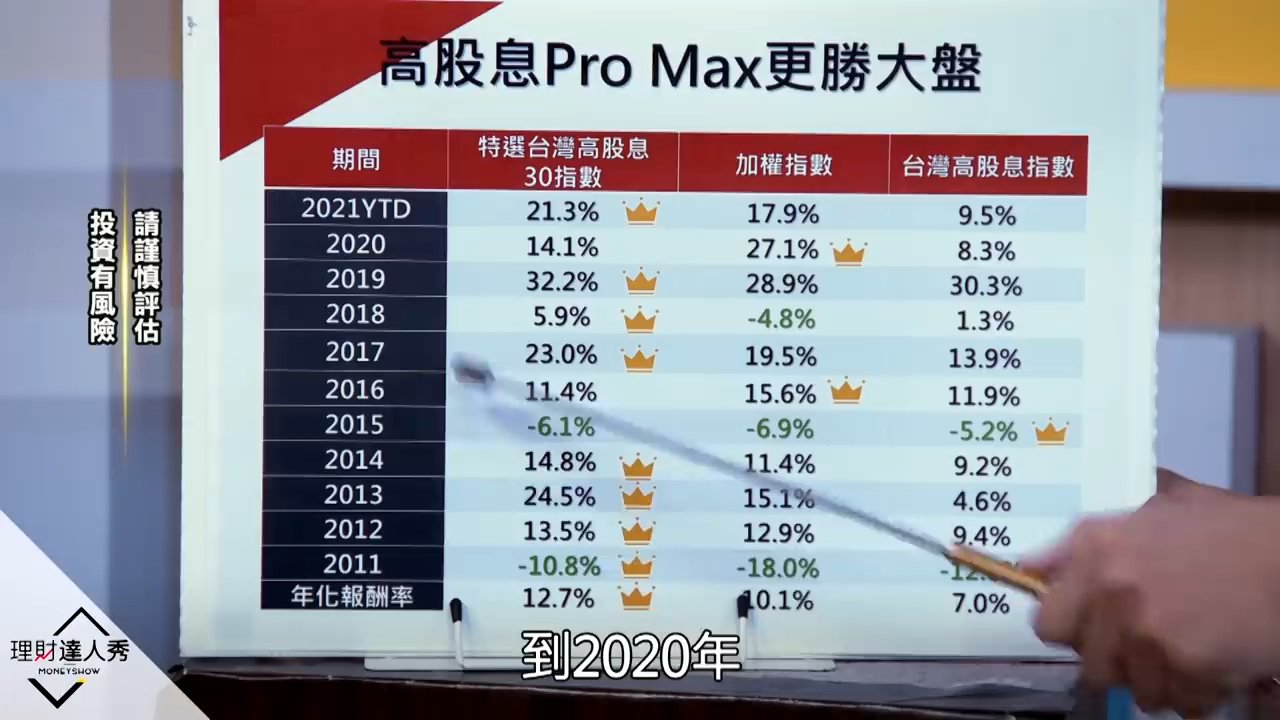 高股息Pro Max更勝大盤
期間 特選台灣高股息30指數 加權指數 台灣高股息指數
2021YTD 21.3% 17.9% 9.5%
2020 14.1% 27.1% 8.3%
2019 32.2% 28.9% 30.3%
2018 5.9% -4.8% 1.3%
2017 23.0% 19.5% 13.9%
2016 11.4% 15.6% 11.9%
2015 -6.1% -6.9% -5.2%
2014 14.8% 11.4% 9.2%
2013 24.5% 15.1% 4.6%
2012 13.5% 12.9% 9.4%
2011 -10.8% -18.0%
年化報酬率 12.7% 10.1% 7.0%
請謹慎評估
投資有風險
理財達人秀
MONEYSHOW
到2020年